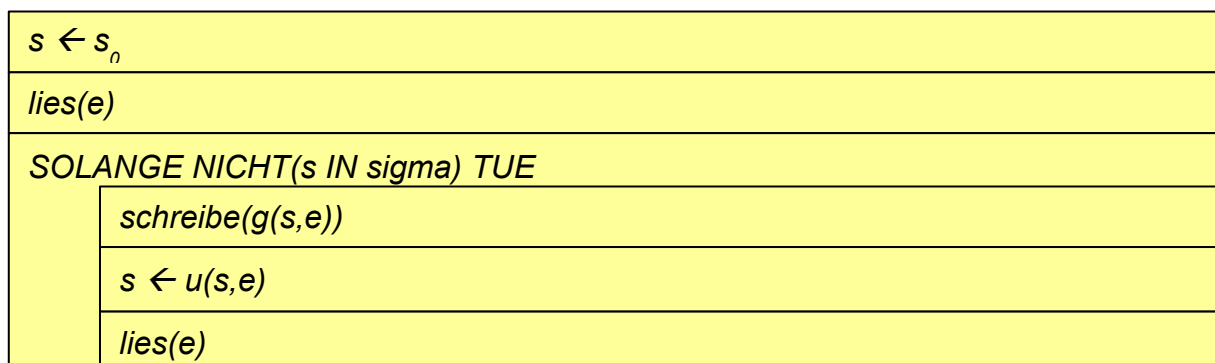 s ← s₀
lies(e)
SOLANGE NICHT(s IN sigma) TUE
schreibe(g(s,e))
s ← u(s,e)
lies(e)